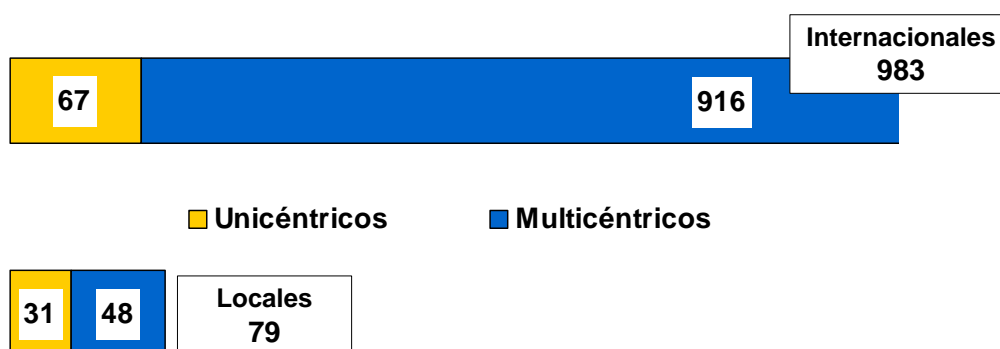 Internacionales
983
67
916
Unicéntricos
Multicéntricos
31
48
Locales
79